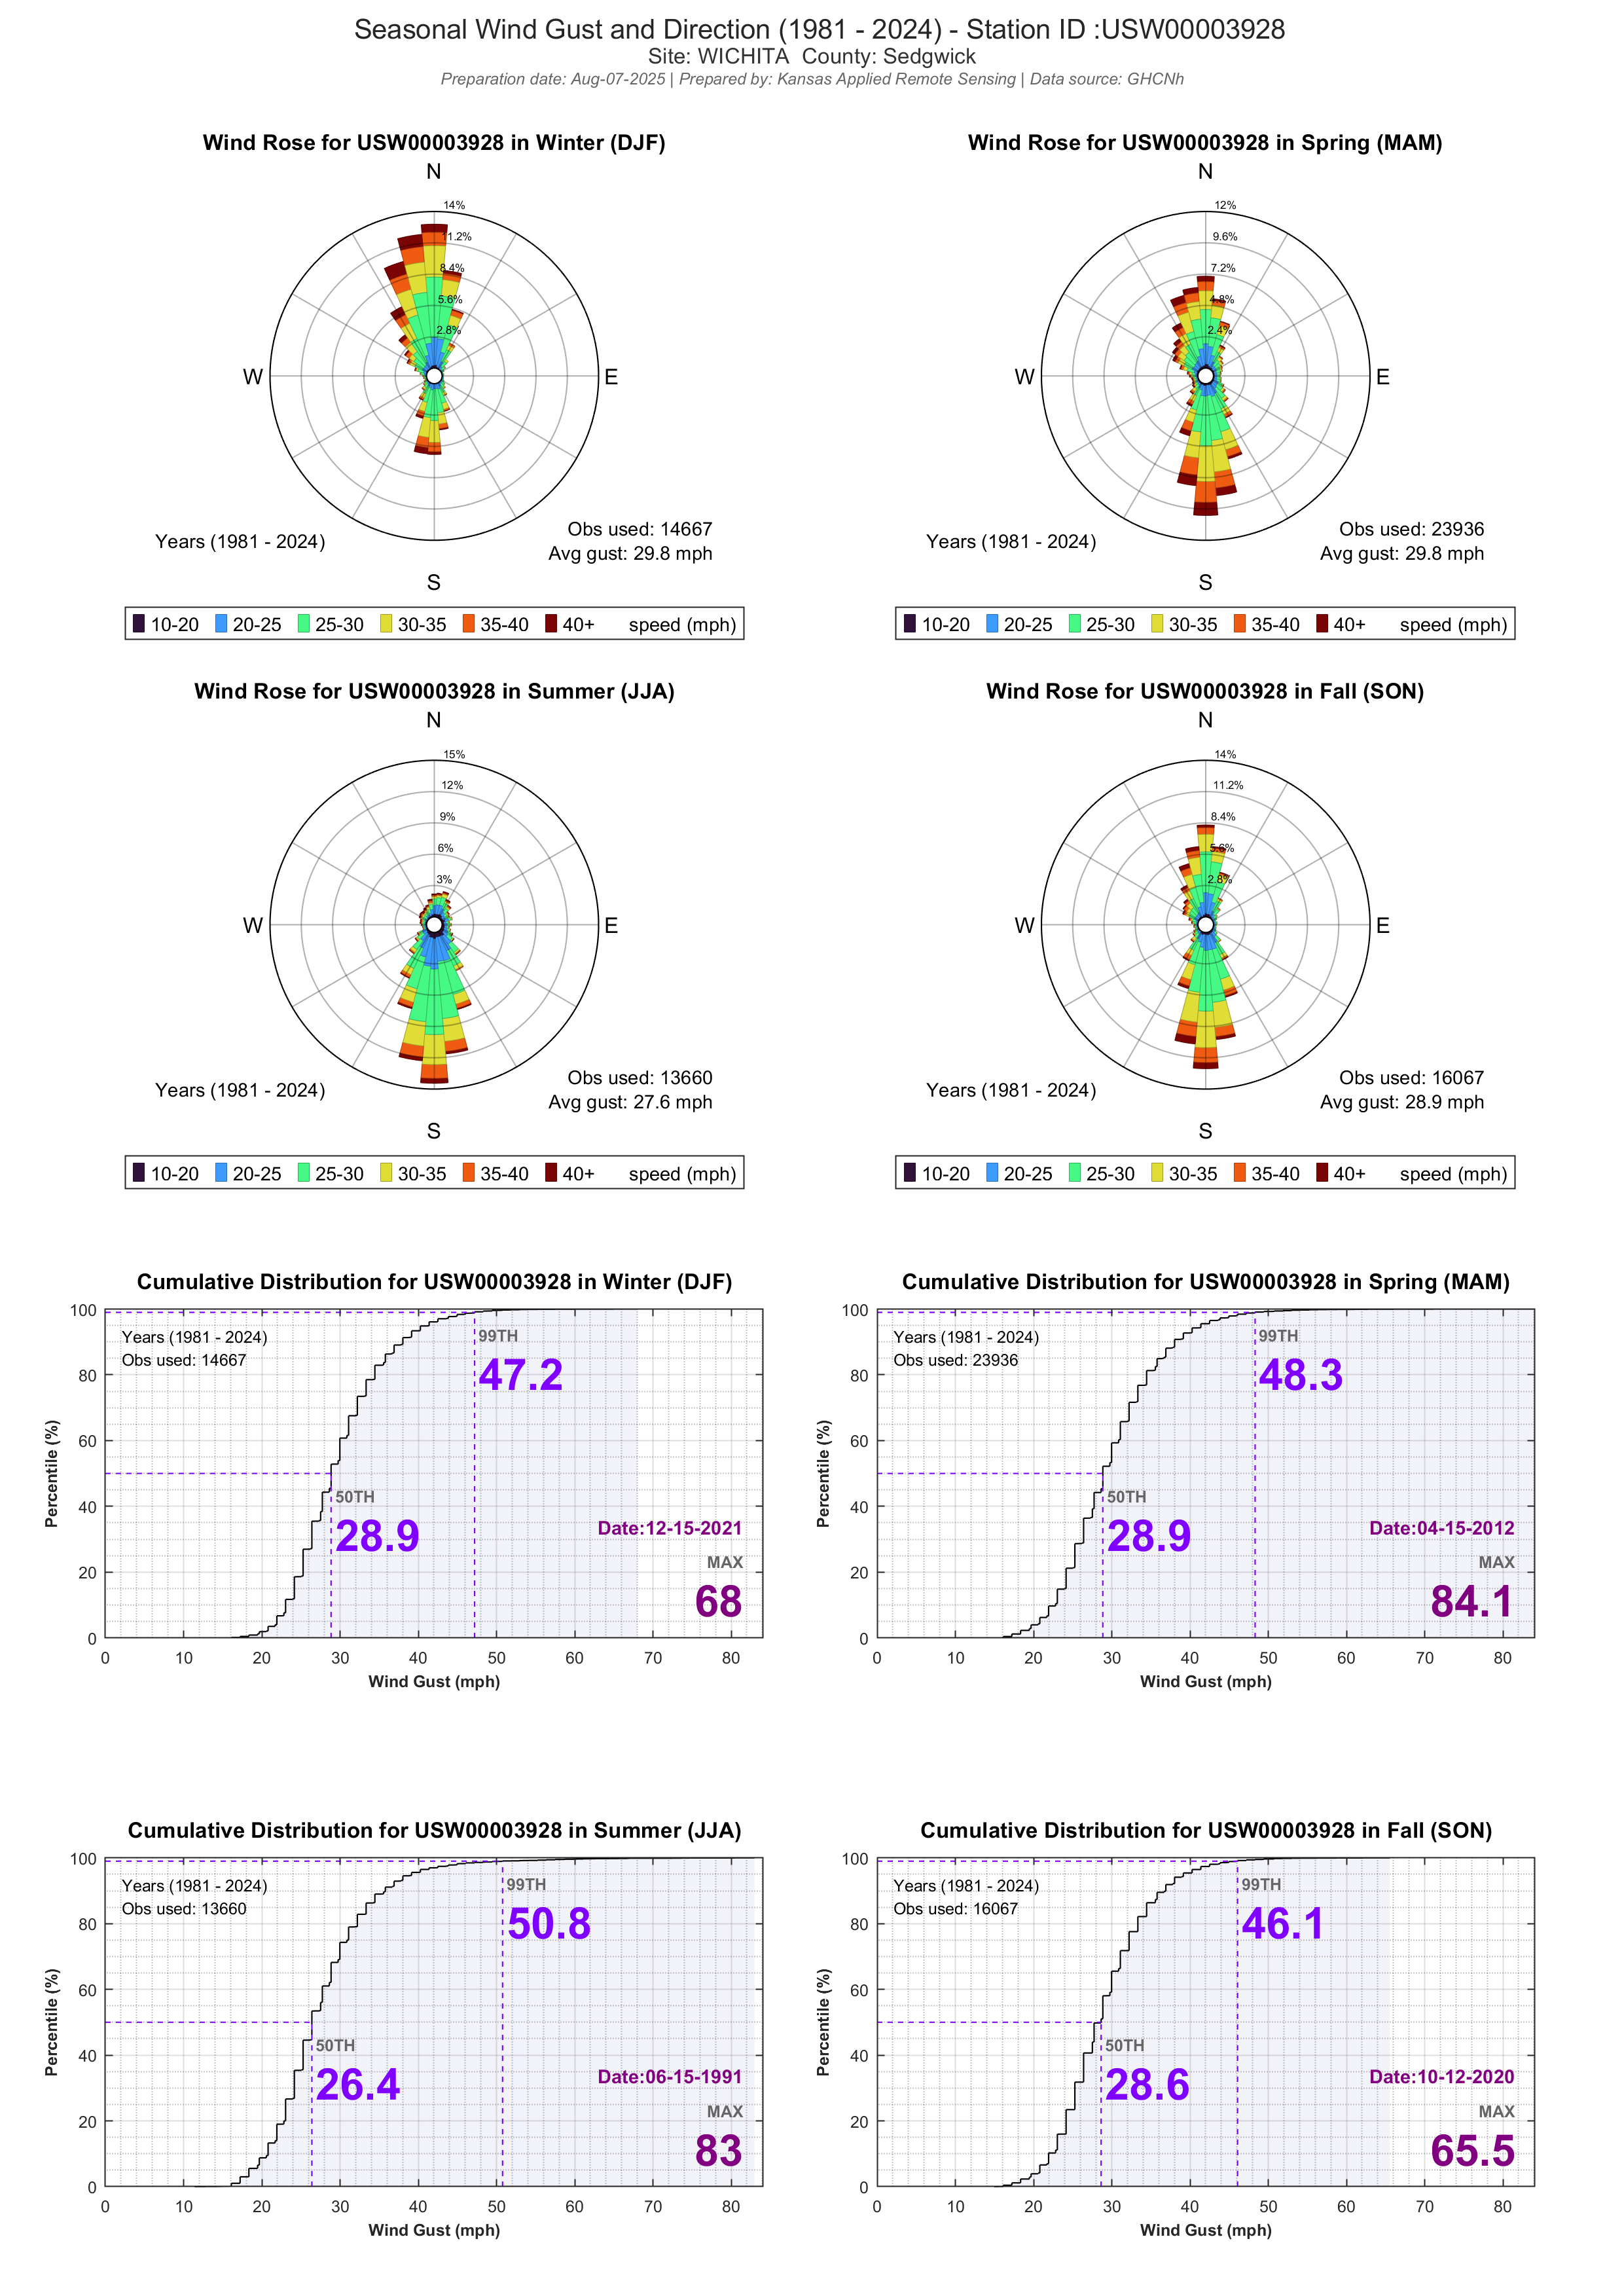 Seasonal Wind Gust and Direction (1981 - 2024) - Station ID :USW00003928
Site: WICHITA  County: Sedgwick
Preparation date: Aug-07-2025 | Prepared by: Kansas Applied Remote Sensing | Data source: GHCNh
Wind Rose for USW00003928 in Winter (DJF)
N
14%
11.2%
8.4%
5.6%
2.8%
W
E
Years (1981 - 2024)
Obs used: 14667
Avg gust: 29.8 mph
S
10-20 20-25 25-30 30-35 35-40 40+ speed (mph)
Wind Rose for USW00003928 in Spring (MAM)
N
12%
9.6%
7.2%
4.8%
2.4%
W
E
Years (1981 - 2024)
Obs used: 23936
Avg gust: 29.8 mph
S
10-20 20-25 25-30 30-35 35-40 40+ speed (mph)
Wind Rose for USW00003928 in Summer (JJA)
N
15%
12%
9%
6%
3%
W
E
Years (1981 - 2024)
Obs used: 13660
Avg gust: 27.6 mph
S
10-20 20-25 25-30 30-35 35-40 40+ speed (mph)
Wind Rose for USW00003928 in Fall (SON)
N
14%
11.2%
8.4%
5.6%
2.8%
W
E
Years (1981 - 2024)
Obs used: 16067
Avg gust: 28.9 mph
S
10-20 20-25 25-30 30-35 35-40 40+ speed (mph)
Cumulative Distribution for USW00003928 in Winter (DJF)
100
80
60
40
20
0
Percentile (%)
Years (1981 - 2024)
Obs used: 14667
99TH
47.2
50TH
28.9
Date:12-15-2021
MAX
68
0 10 20 30 40 50 60 70 80
Wind Gust (mph)
Cumulative Distribution for USW00003928 in Spring (MAM)
100
80
60
40
20
0
Percentile (%)
Years (1981 - 2024)
Obs used: 23936
99TH
48.3
50TH
28.9
Date:04-15-2012
MAX
84.1
0 10 20 30 40 50 60 70 80
Wind Gust (mph)
Cumulative Distribution for USW00003928 in Summer (JJA)
100
80
60
40
20
0
Percentile (%)
Years (1981 - 2024)
Obs used: 13660
99TH
50.8
50TH
26.4
Date:06-15-1991
MAX
83
0 10 20 30 40 50 60 70 80
Wind Gust (mph)
Cumulative Distribution for USW00003928 in Fall (SON)
100
80
60
40
20
0
Percentile (%)
Years (1981 - 2024)
Obs used: 16067
99TH
46.1
50TH
28.6
Date:10-12-2020
MAX
65.5
0 10 20 30 40 50 60 70 80
Wind Gust (mph)